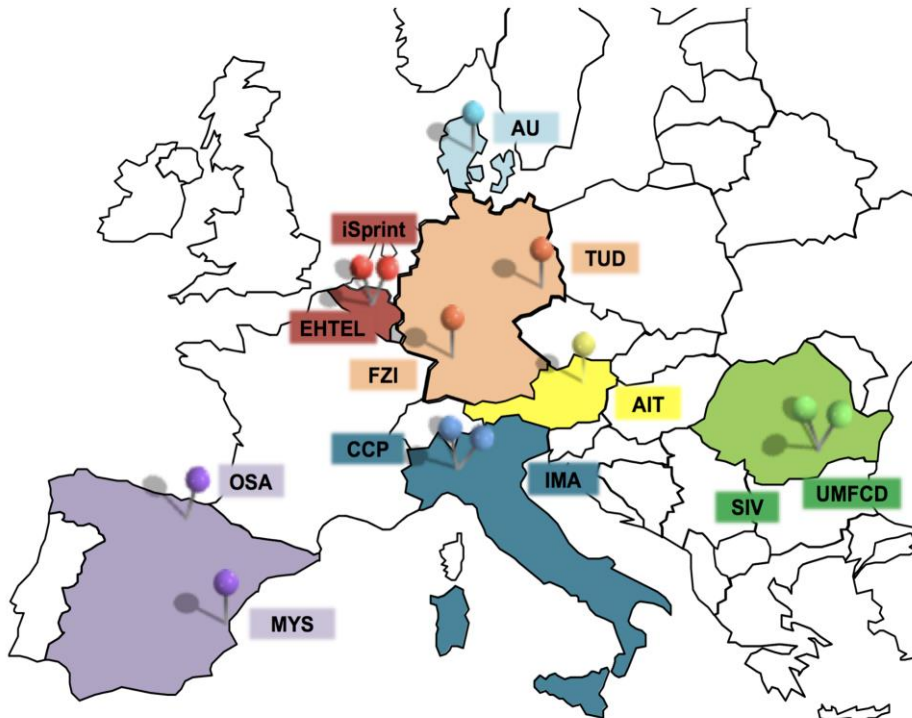 AU
iSprint
TUD
EHTEL
FZI
AIT
CCP
IMA
OSA
SIV
UMFCD
MYS